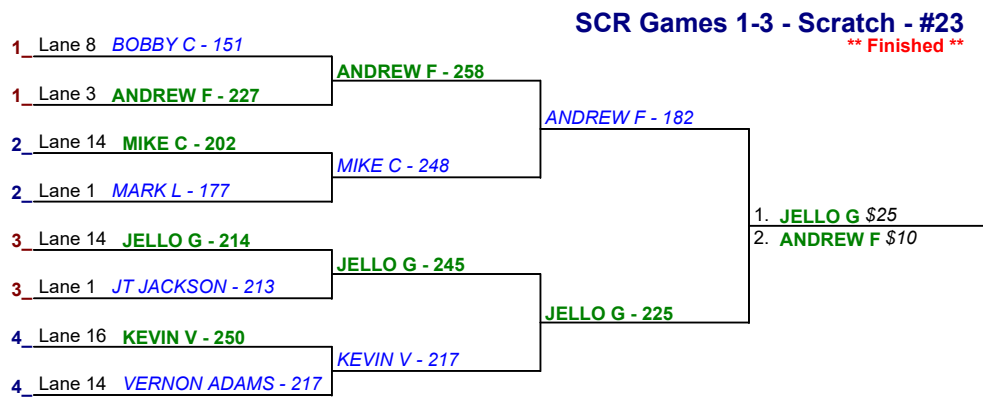 SCR Games 1-3 - Scratch - #23
** Finished **
1_ Lane 8 BOBBY C - 151
ANDREW F - 258
1_ Lane 3 ANDREW F - 227
ANDREW F - 182
2_ Lane 14 MIKE C - 202
MIKE C - 248
2_ Lane 1 MARK L - 177
1. JELLO G $25
2. ANDREW F $10
3_ Lane 14 JELLO G - 214
JELLO G - 245
3_ Lane 1 JT JACKSON - 213
JELLO G - 225
4_ Lane 16 KEVIN V - 250
KEVIN V - 217
4_ Lane 14 VERNON ADAMS - 217